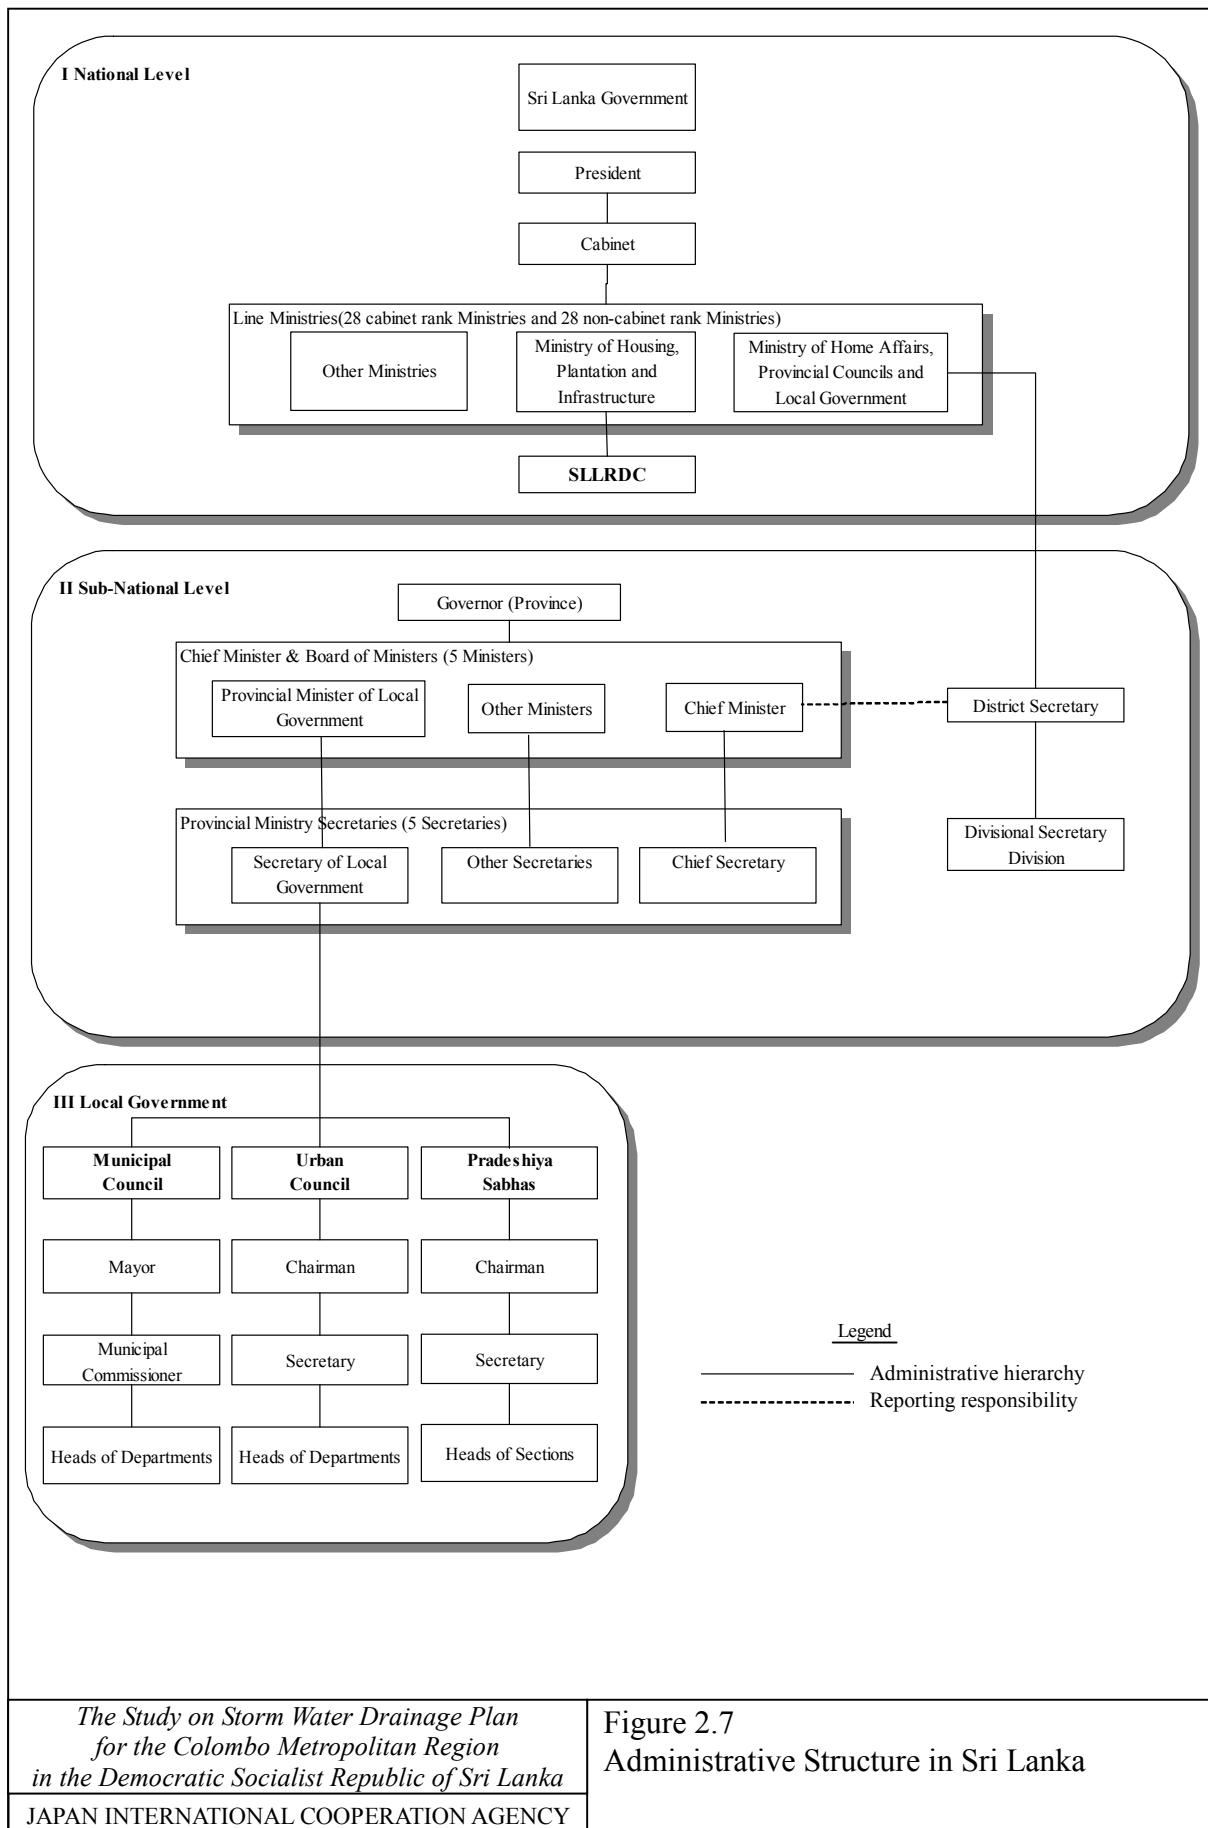 I National Level
Sri Lanka Government
President
Cabinet
Line Ministries(28 cabinet rank Ministries and 28 non-cabinet rank Ministries)
Other Ministries
Ministry of Housing,
Plantation and
Infrastructure
Ministry of Home Affairs,
Provincial Councils and
Local Government
SLLRDC
II Sub-National Level
Governor (Province)
Chief Minister & Board of Ministers (5 Ministers)
Provincial Minister of Local
Government
Other Ministers
Chief Minister
District Secretary
Provincial Ministry Secretaries (5 Secretaries)
Secretary of Local
Government
Other Secretaries
Chief Secretary
Divisional Secretary
Division
III Local Government
Municipal
Council
Urban
Council
Pradeshiya
Sabhas
Mayor
Chairman
Chairman
Municipal
Commissioner
Secretary
Secretary
Heads of Departments
Heads of Departments
Heads of Sections
Legend
Administrative hierarchy
Reporting responsibility
The Study on Storm Water Drainage Plan
for the Colombo Metropolitan Region
in the Democratic Socialist Republic of Sri Lanka
JAPAN INTERNATIONAL COOPERATION AGENCY
Figure 2.7
Administrative Structure in Sri Lanka